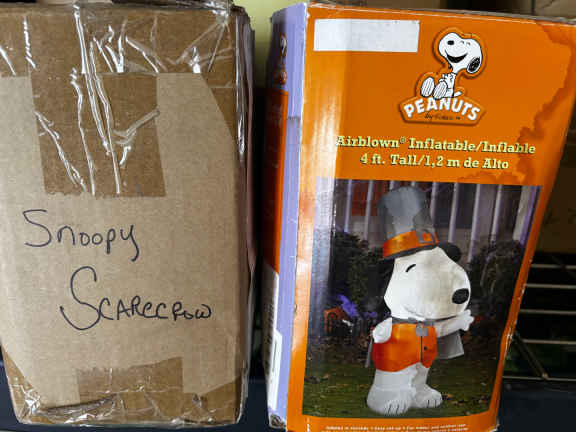 Snoopy
Scarecrow
PEANUTS
Airblown® Inflatable/Inflable
4 ft. Tall/1,2 m de Alto